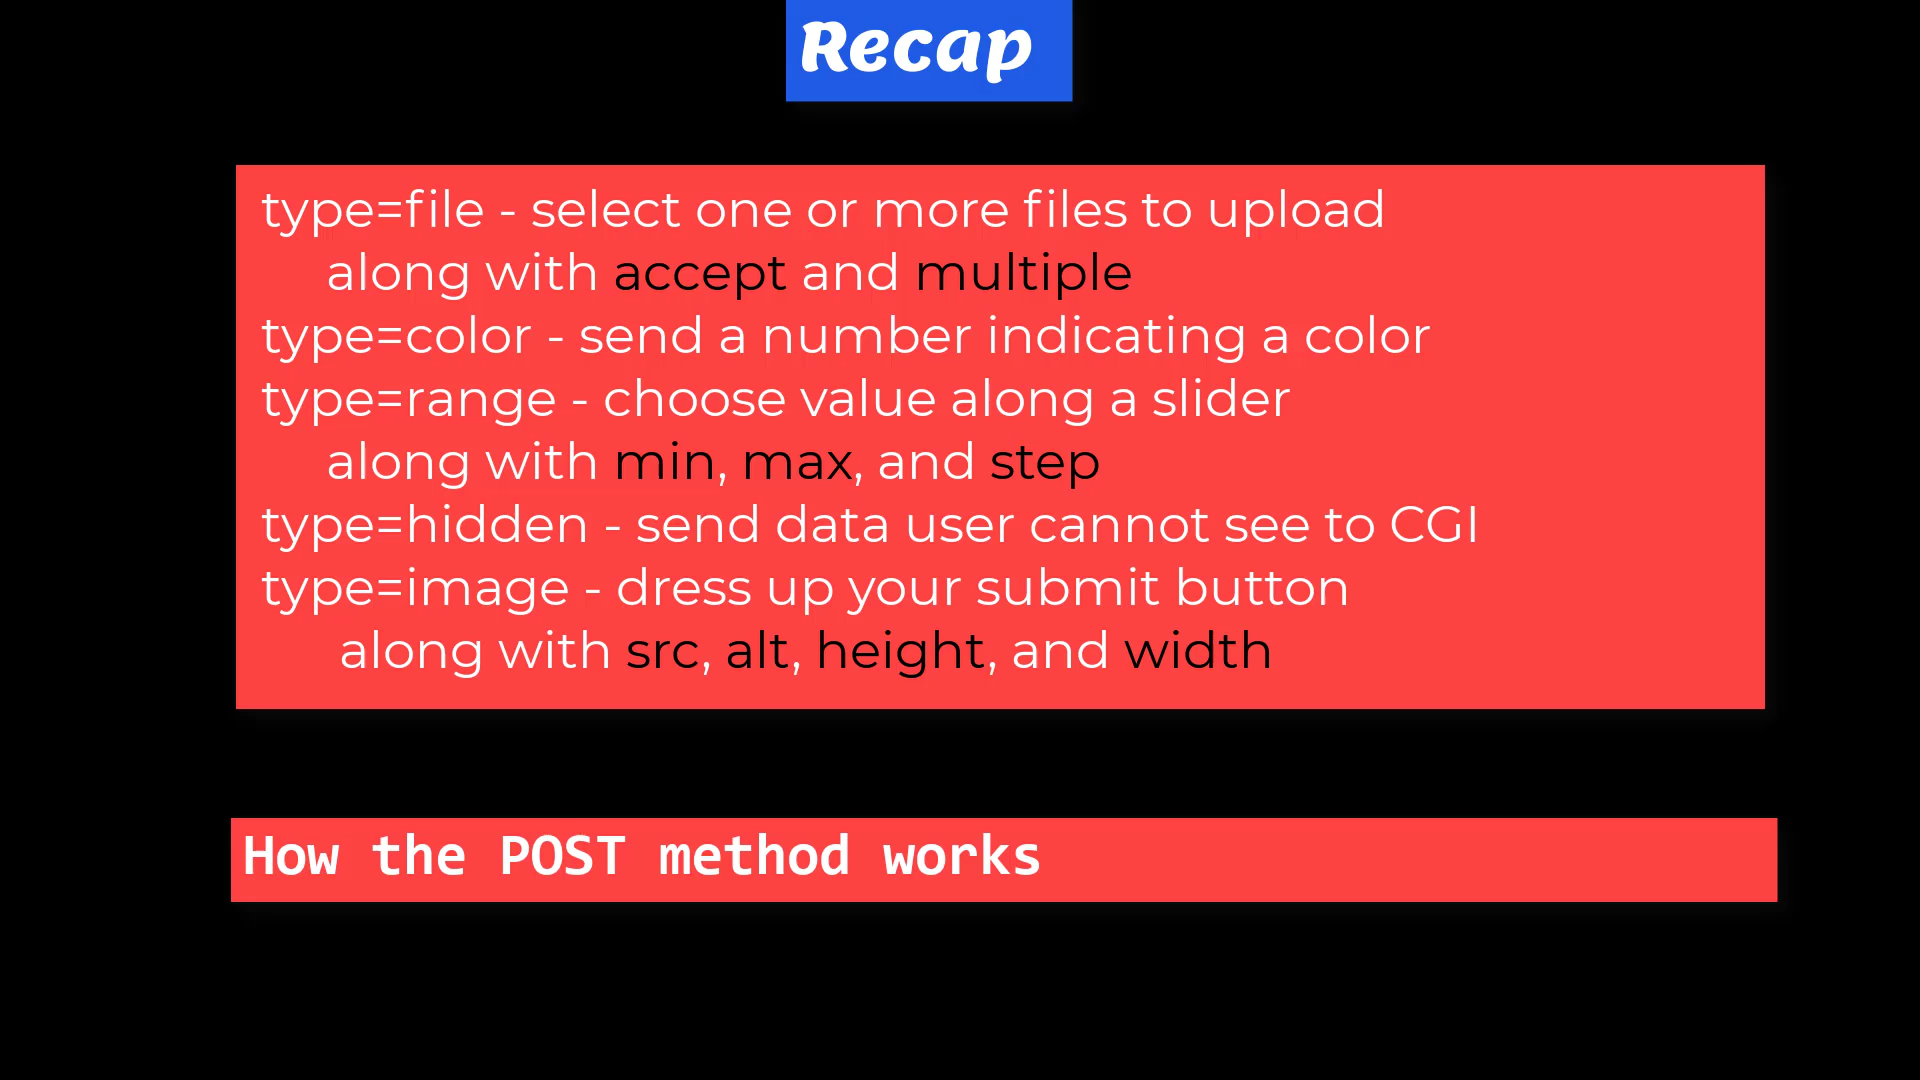 Recap
type=file - select one or more files to upload
along with accept and multiple
type=color - send a number indicating a color
type=range - choose value along a slider
along with min, max, and step
type=hidden - send data user cannot see to CGI
type=image - dress up your submit button
along with src, alt, height, and width
How the POST method works